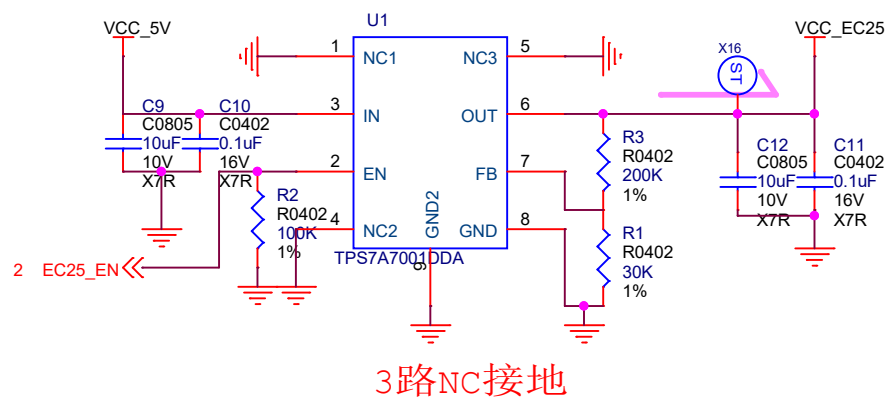 U1
VCC_5V
VCC_EC25
X16
ST
1
NC1
NC3
5
C9
C0805
10uF
10V
X7R
C10
C0402
0.1uF
16V
X7R
3
IN
OUT
6
R3
R0402
200K
1%
C12
C0805
10uF
10V
X7R
C11
C0402
0.1uF
16V
X7R
2
EN
FB
7
R2
R0402
100K
1%
4
NC2
GND2
GND
8
R1
R0402
30K
1%
TPS7A7001DDA
9
2 EC25_EN
3路NC接地